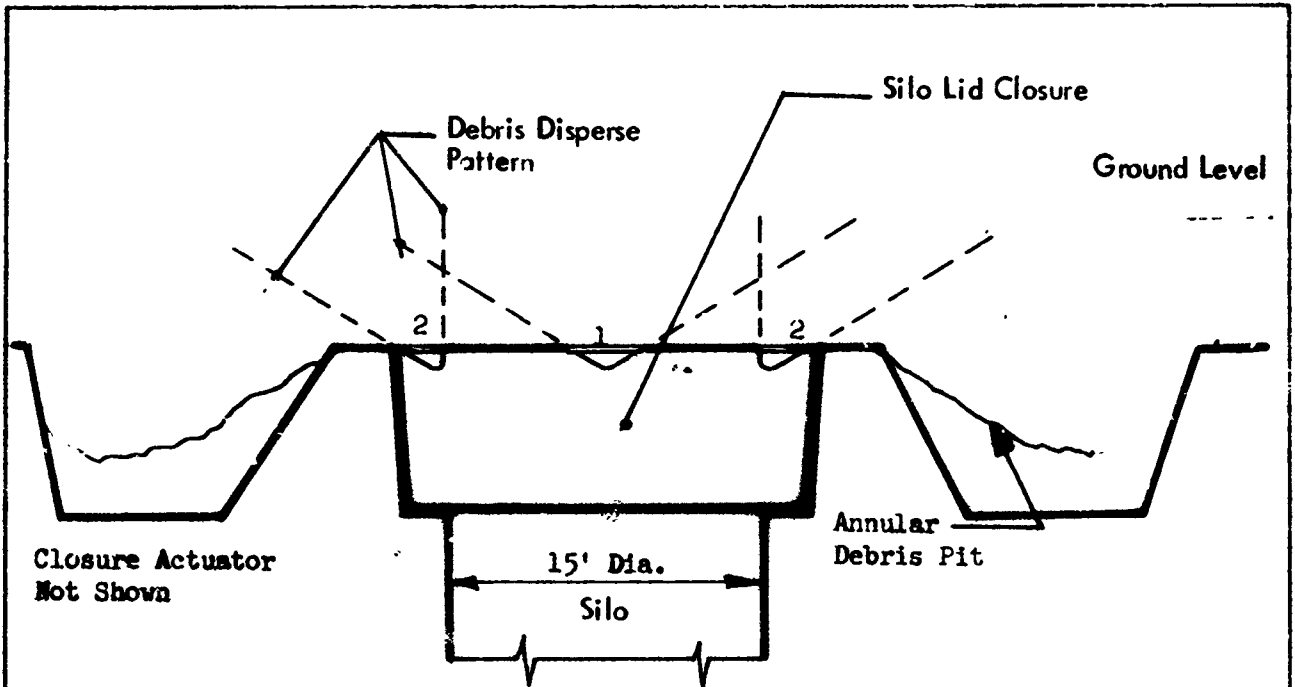 Silo Lid Closure
Debris Disperse
Pattern
Ground Level
2
1
2
Annular
Debris Pit
Closure Actuator
Not Shown
15' Dia.
Silo